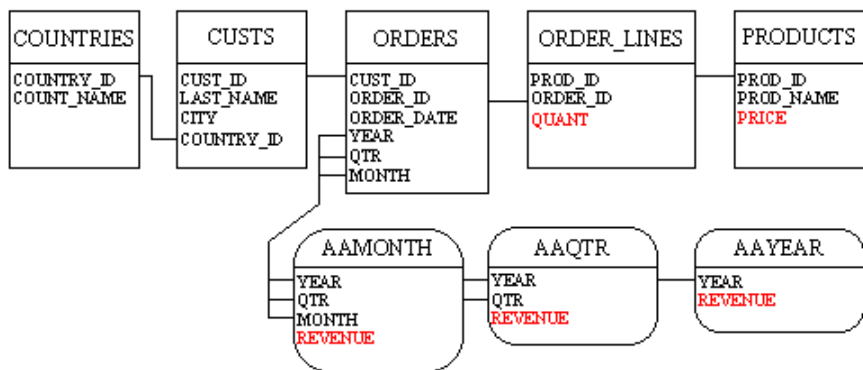 COUNTRIES
COUNTRY_ID
COUNT_NAME
CUSTS
CUST_ID
LAST_NAME
CITY
COUNTRY_ID
ORDERS
CUST_ID
ORDER_ID
ORDER_DATE
YEAR
QTR
MONTH
ORDER_LINES
PROD_ID
ORDER_ID
QUANT
PRODUCTS
PROD_ID
PROD_NAME
PRICE
AAMONTH
YEAR
QTR
MONTH
REVENUE
AAQTR
YEAR
QTR
REVENUE
AAYEAR
YEAR
REVENUE